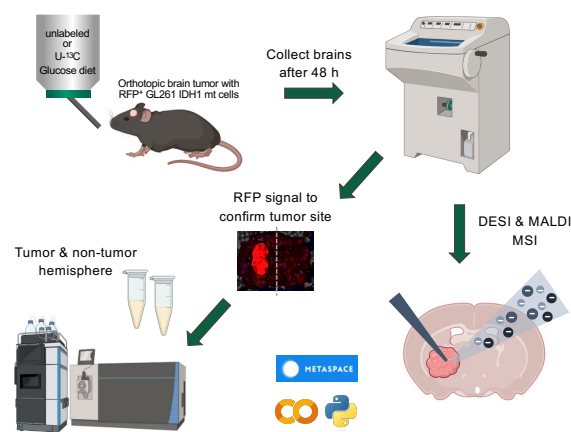 unlabeled
or
U-¹³C
Glucose diet
Orthotopic brain tumor with
RFP⁺ GL261 IDH1 mt cells
Collect brains
after 48 h
RFP signal to
confirm tumor site
DESI & MALDI
MSI
Tumor & non-tumor
hemisphere
METASPACE